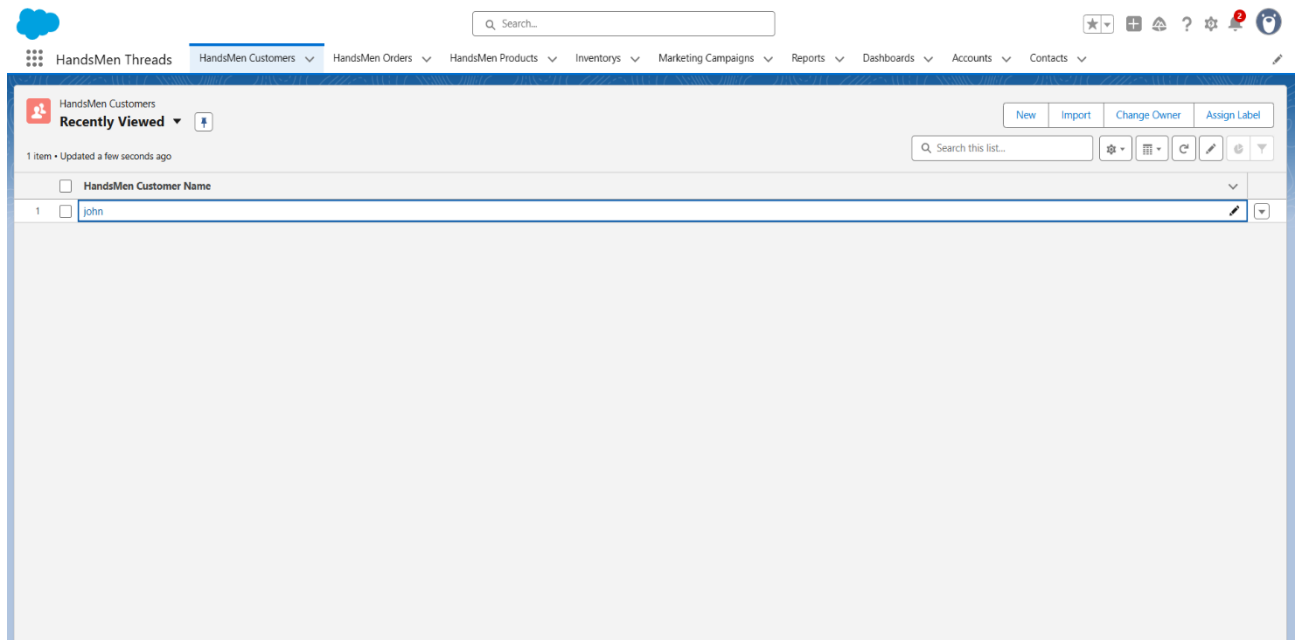 Search...
2
HandsMen Threads
HandsMen Customers
HandsMen Orders
HandsMen Products
Inventorys
Marketing Campaigns
Reports
Dashboards
Accounts
Contacts
HandsMen Customers
Recently Viewed
New
Import
Change Owner
Assign Label
1 item • Updated a few seconds ago
Search this list...
HandsMen Customer Name
1
john